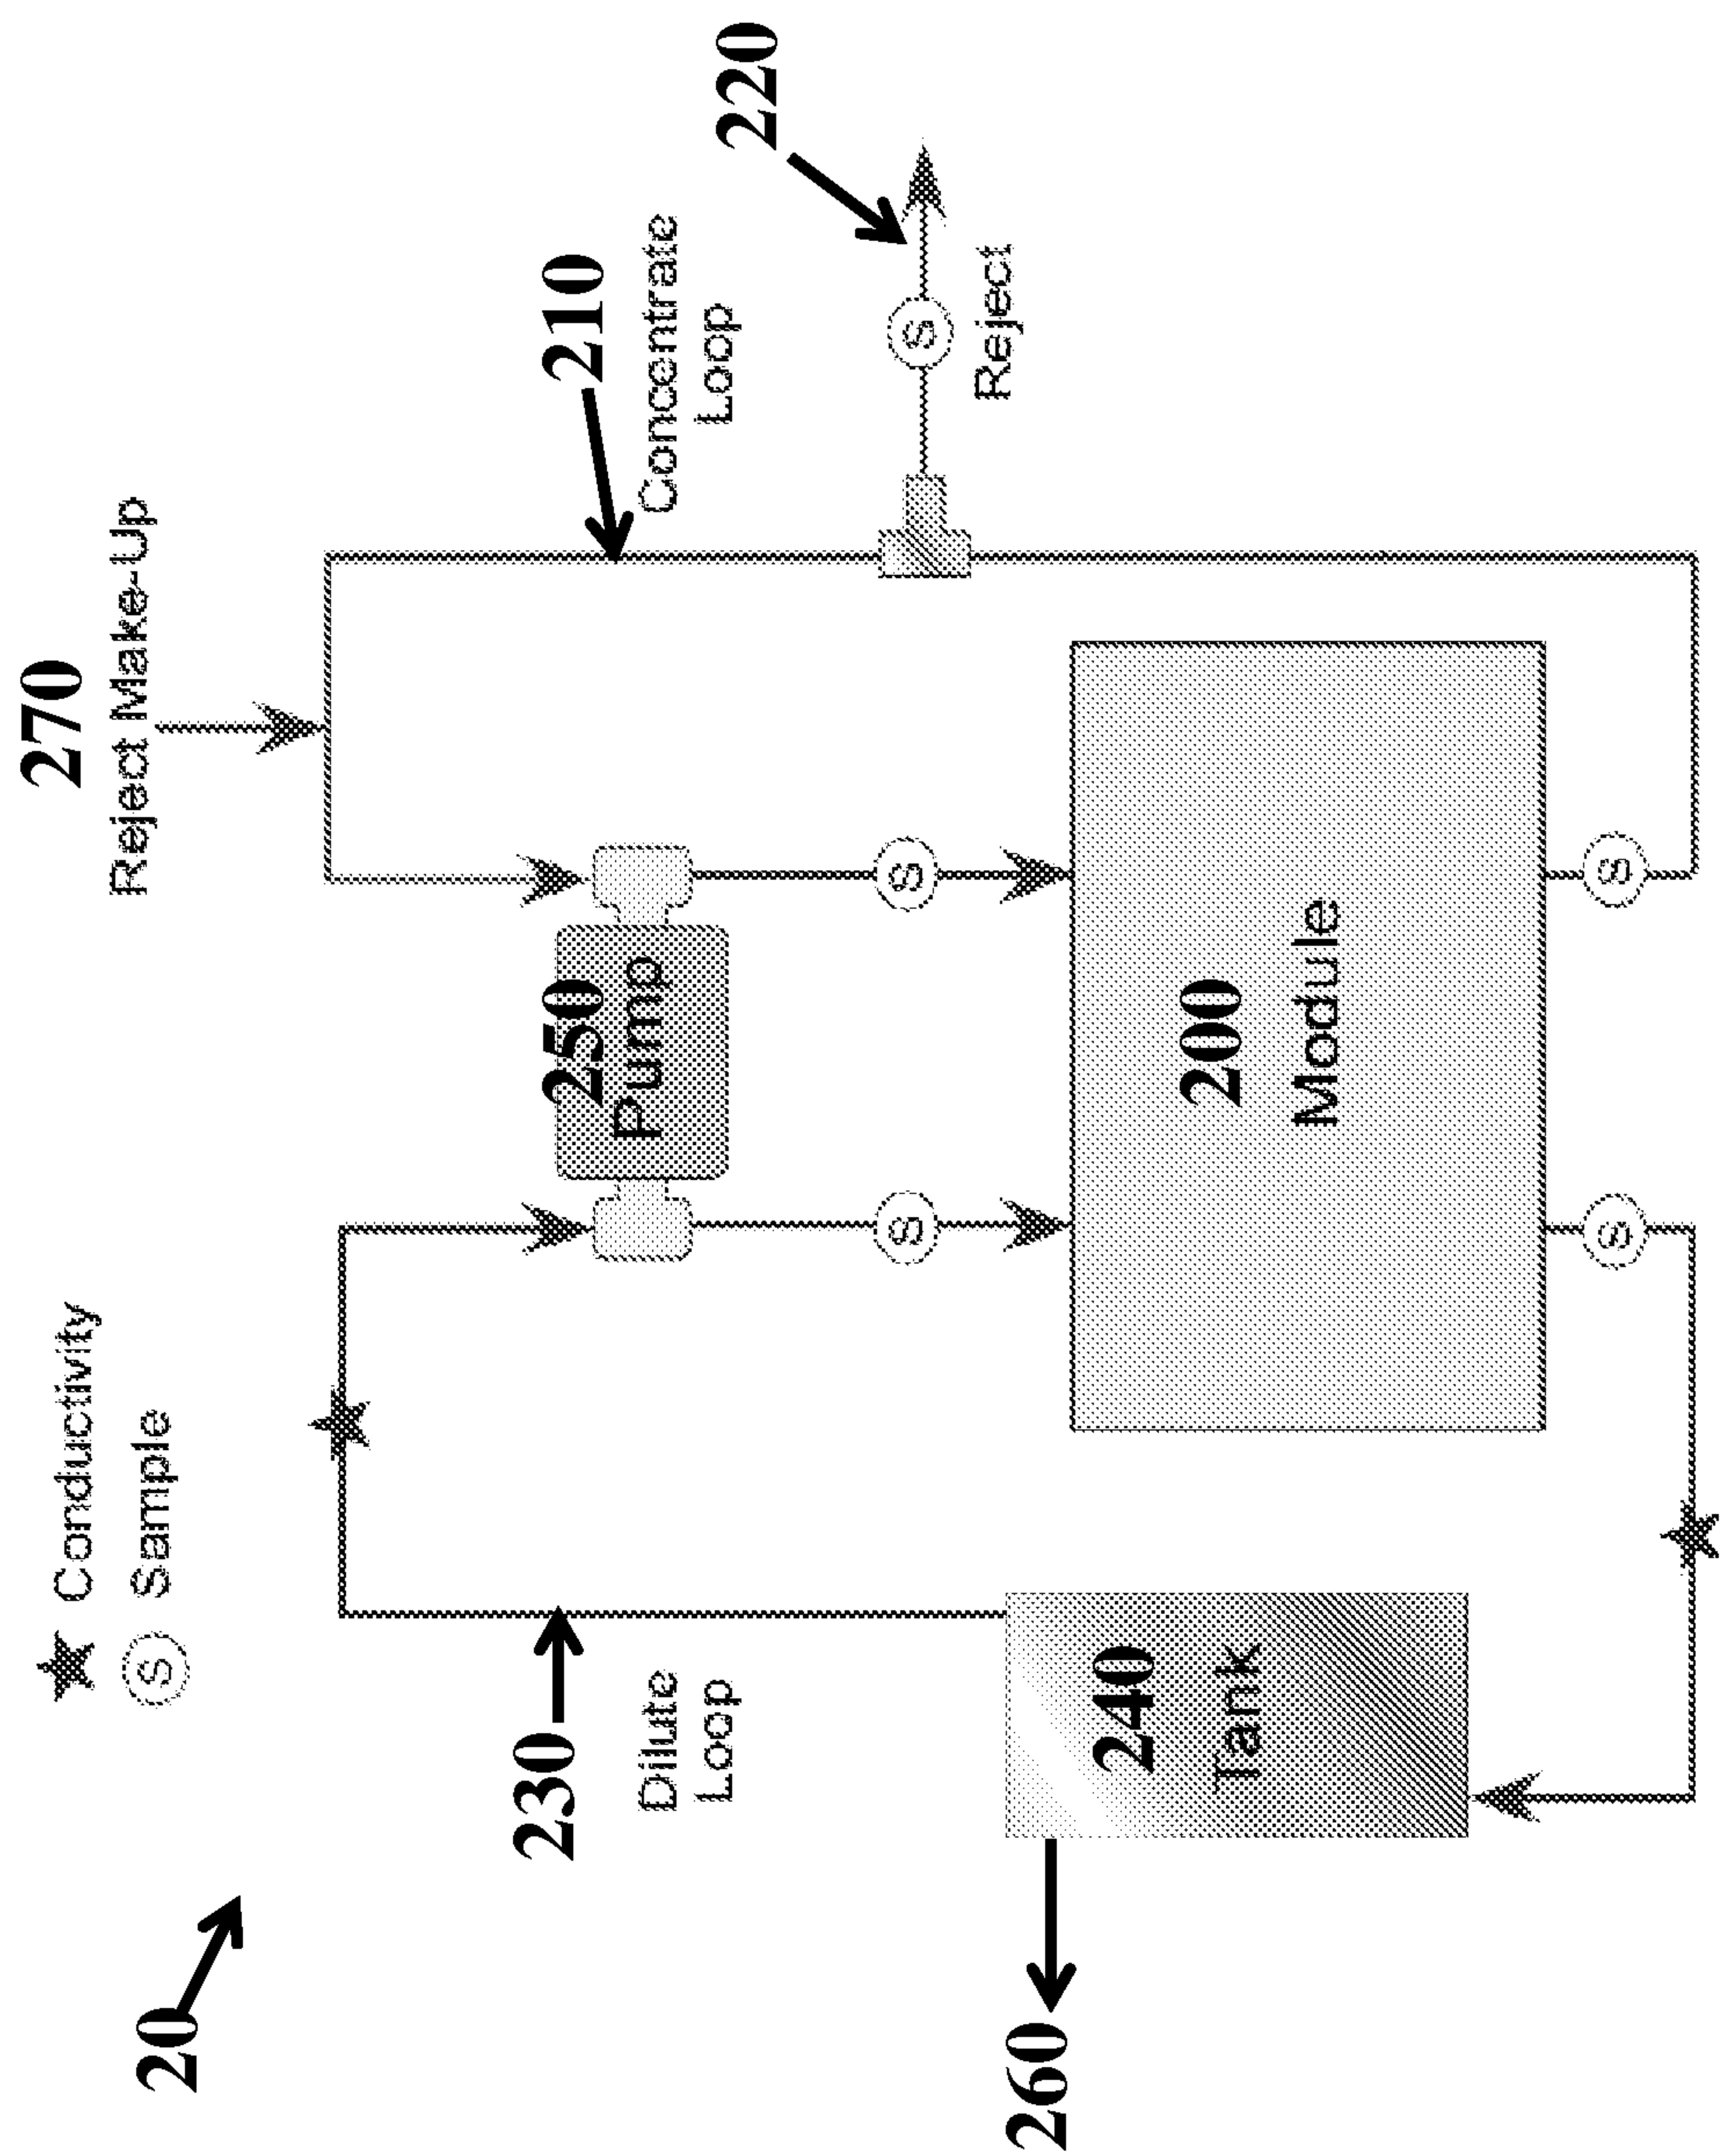 20
★ Conductivity
Ⓢ Sample
270
Reject Make-Up
230
Dilute
Loop
250
Pump
210
Concentrate
Loop
220
S
Reject
S
S
260
240
Tank
200
Module
S
S